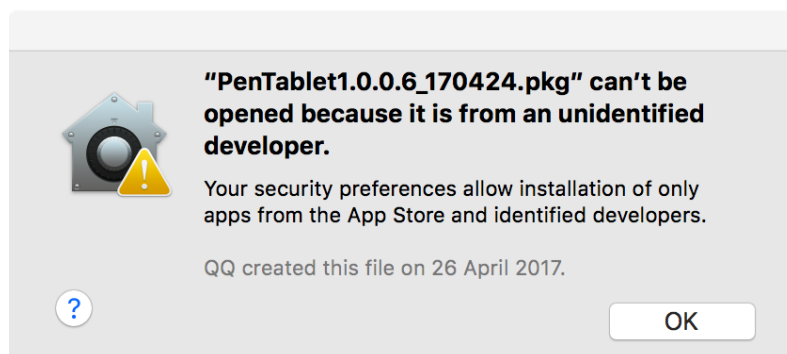 “PenTablet1.0.0.6_170424.pkg” can’t be
opened because it is from an unidentified
developer.
Your security preferences allow installation of only
apps from the App Store and identified developers.
QQ created this file on 26 April 2017.
?
OK